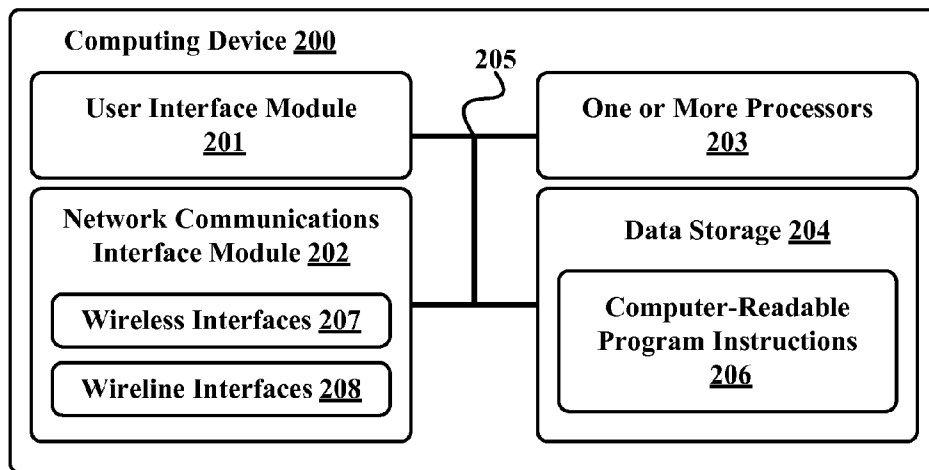 Computing Device 200
205
User Interface Module
201
One or More Processors
203
Network Communications
Interface Module 202
Wireless Interfaces 207
Wireline Interfaces 208
Data Storage 204
Computer-Readable
Program Instructions
206